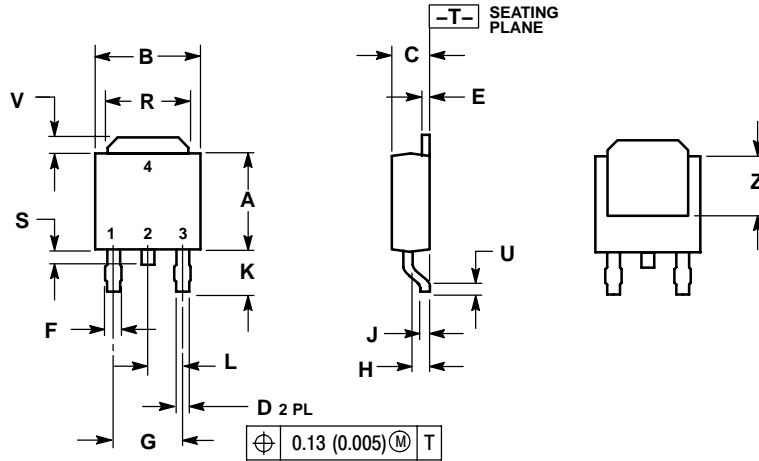 –T– SEATING
PLANE
B
C
V
R
E
4
A
Z
S
1 2 3
K
U
F
J
L
H
D 2 PL
G
⌖ 0.13 (0.005) Ⓜ T